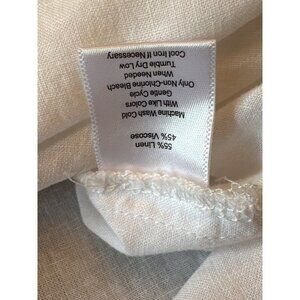 55% Linen
45% Viscose
Machine Wash Cold
With Like Colors
Gentle Cycle
Only Non-Chlorine Bleach
When Needed
Tumble Dry Low
Cool Iron If Necessary